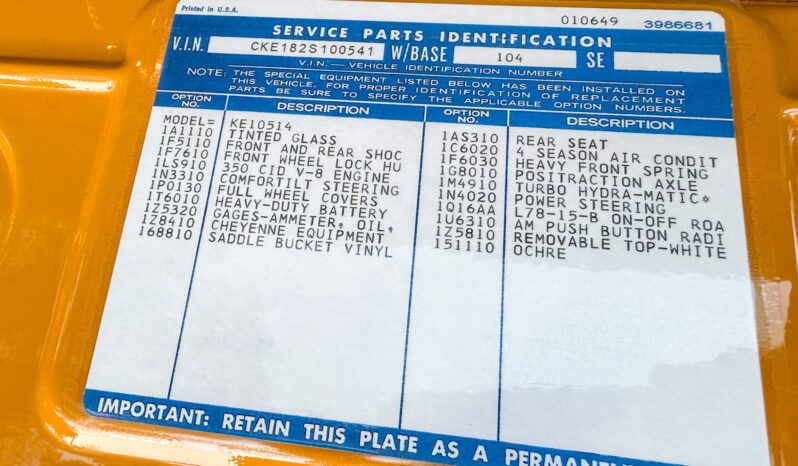 Printed in U.S.A.
010649 3986681
SERVICE PARTS IDENTIFICATION
V.I.N. CKE182S100541 W/BASE 104 SE
V.I.N.— VEHICLE IDENTIFICATION NUMBER
NOTE: THE SPECIAL EQUIPMENT LISTED BELOW HAS BEEN INSTALLED ON
THIS VEHICLE. FOR PROPER IDENTIFICATION OF REPLACEMENT
PARTS BE SURE TO SPECIFY THE APPLICABLE OPTION NUMBERS.
OPTION NO. DESCRIPTION
MODEL= KE10514
1A1110 TINTED GLASS
1F5110 FRONT AND REAR SHOC
1F7610 FRONT WHEEL LOCK HU
1LS910 350 CID V-8 ENGINE
1N3310 COMFORTILT STEERING
1P0130 FULL WHEEL COVERS
1T6010 HEAVY-DUTY BATTERY
1Z5320 GAGES-AMMETER, OIL,
1Z8410 CHEYENNE EQUIPMENT
168810 SADDLE BUCKET VINYL
OPTION NO. DESCRIPTION
1AS310 REAR SEAT
1C6020 4 SEASON AIR CONDIT
1F6030 HEAVY FRONT SPRING
1G8010 POSITRACTION AXLE
1M4910 TURBO HYDRA-MATIC*
1N4020 POWER STEERING
1Q16AA L78-15-B ON-OFF ROA
1U6310 AM PUSH BUTTON RADI
1Z5810 REMOVABLE TOP-WHITE
151110 OCHRE
IMPORTANT: RETAIN THIS PLATE AS A PERMANE